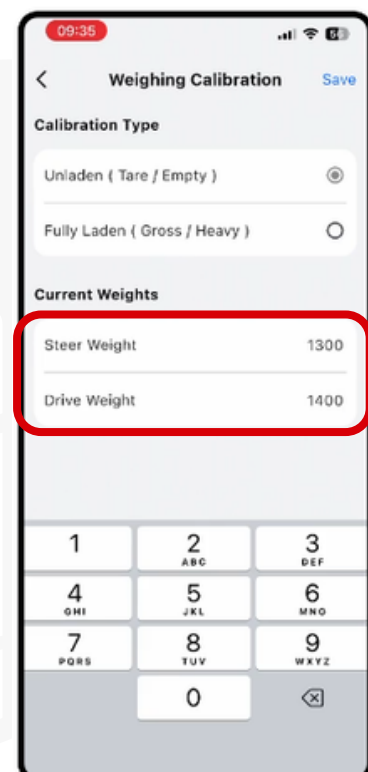 09:35
Weighing Calibration Save
Calibration Type
Unladen ( Tare / Empty )
Fully Laden ( Gross / Heavy )
Current Weights
Steer Weight 1300
Drive Weight 1400
1 2 3
ABC DEF
4 5 6
GHI JKL MNO
7 8 9
PQRS TUV WXYZ
0